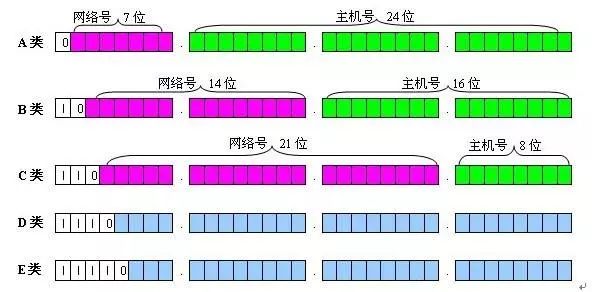 网络号 7 位 主机号 24 位
A 类 0 . . .
网络号 14 位 主机号 16 位
B 类 1 0 . . .
网络号 21 位 主机号 8 位
C 类 1 1 0 . . .
D 类 1 1 1 0 . . .
E 类 1 1 1 1 0 . . .